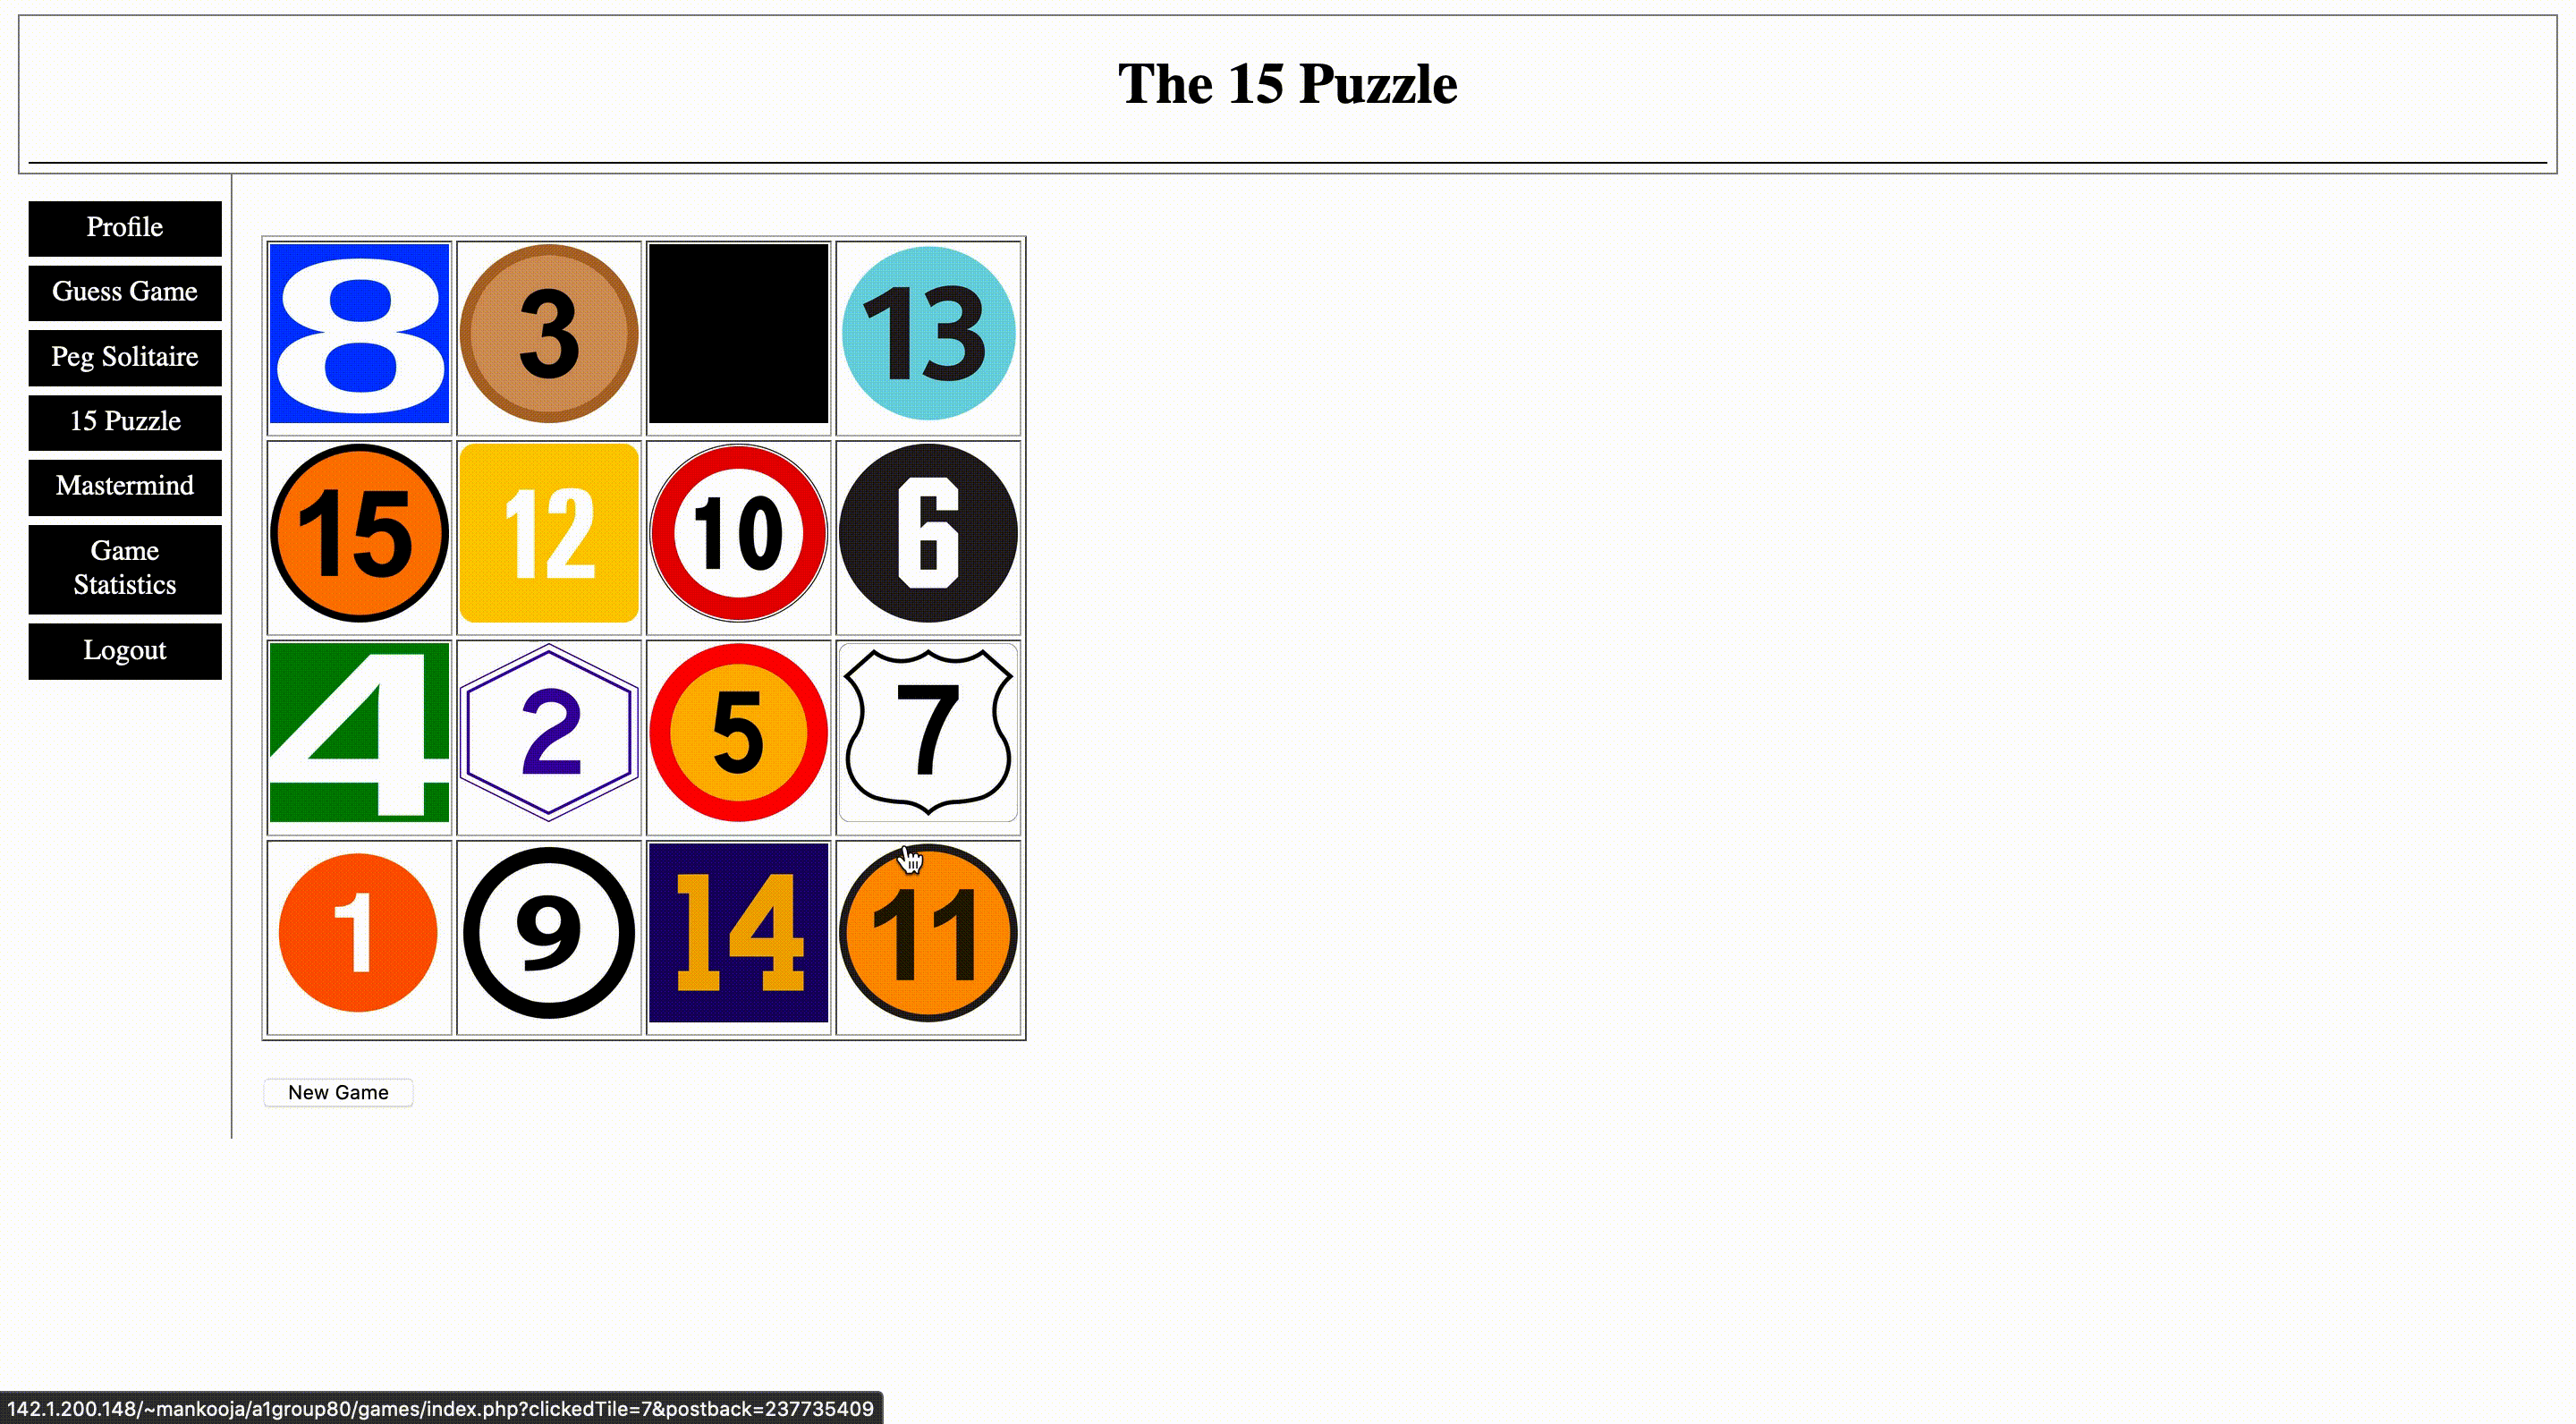 The 15 Puzzle
Profile
Guess Game
Peg Solitaire
15 Puzzle
Mastermind
Game
Statistics
Logout
8 3 13
15 12 10 6
4 2 5 7
1 9 14 11
New Game
142.1.200.148/~mankooja/a1group80/games/index.php?clickedTile=7&postback=237735409